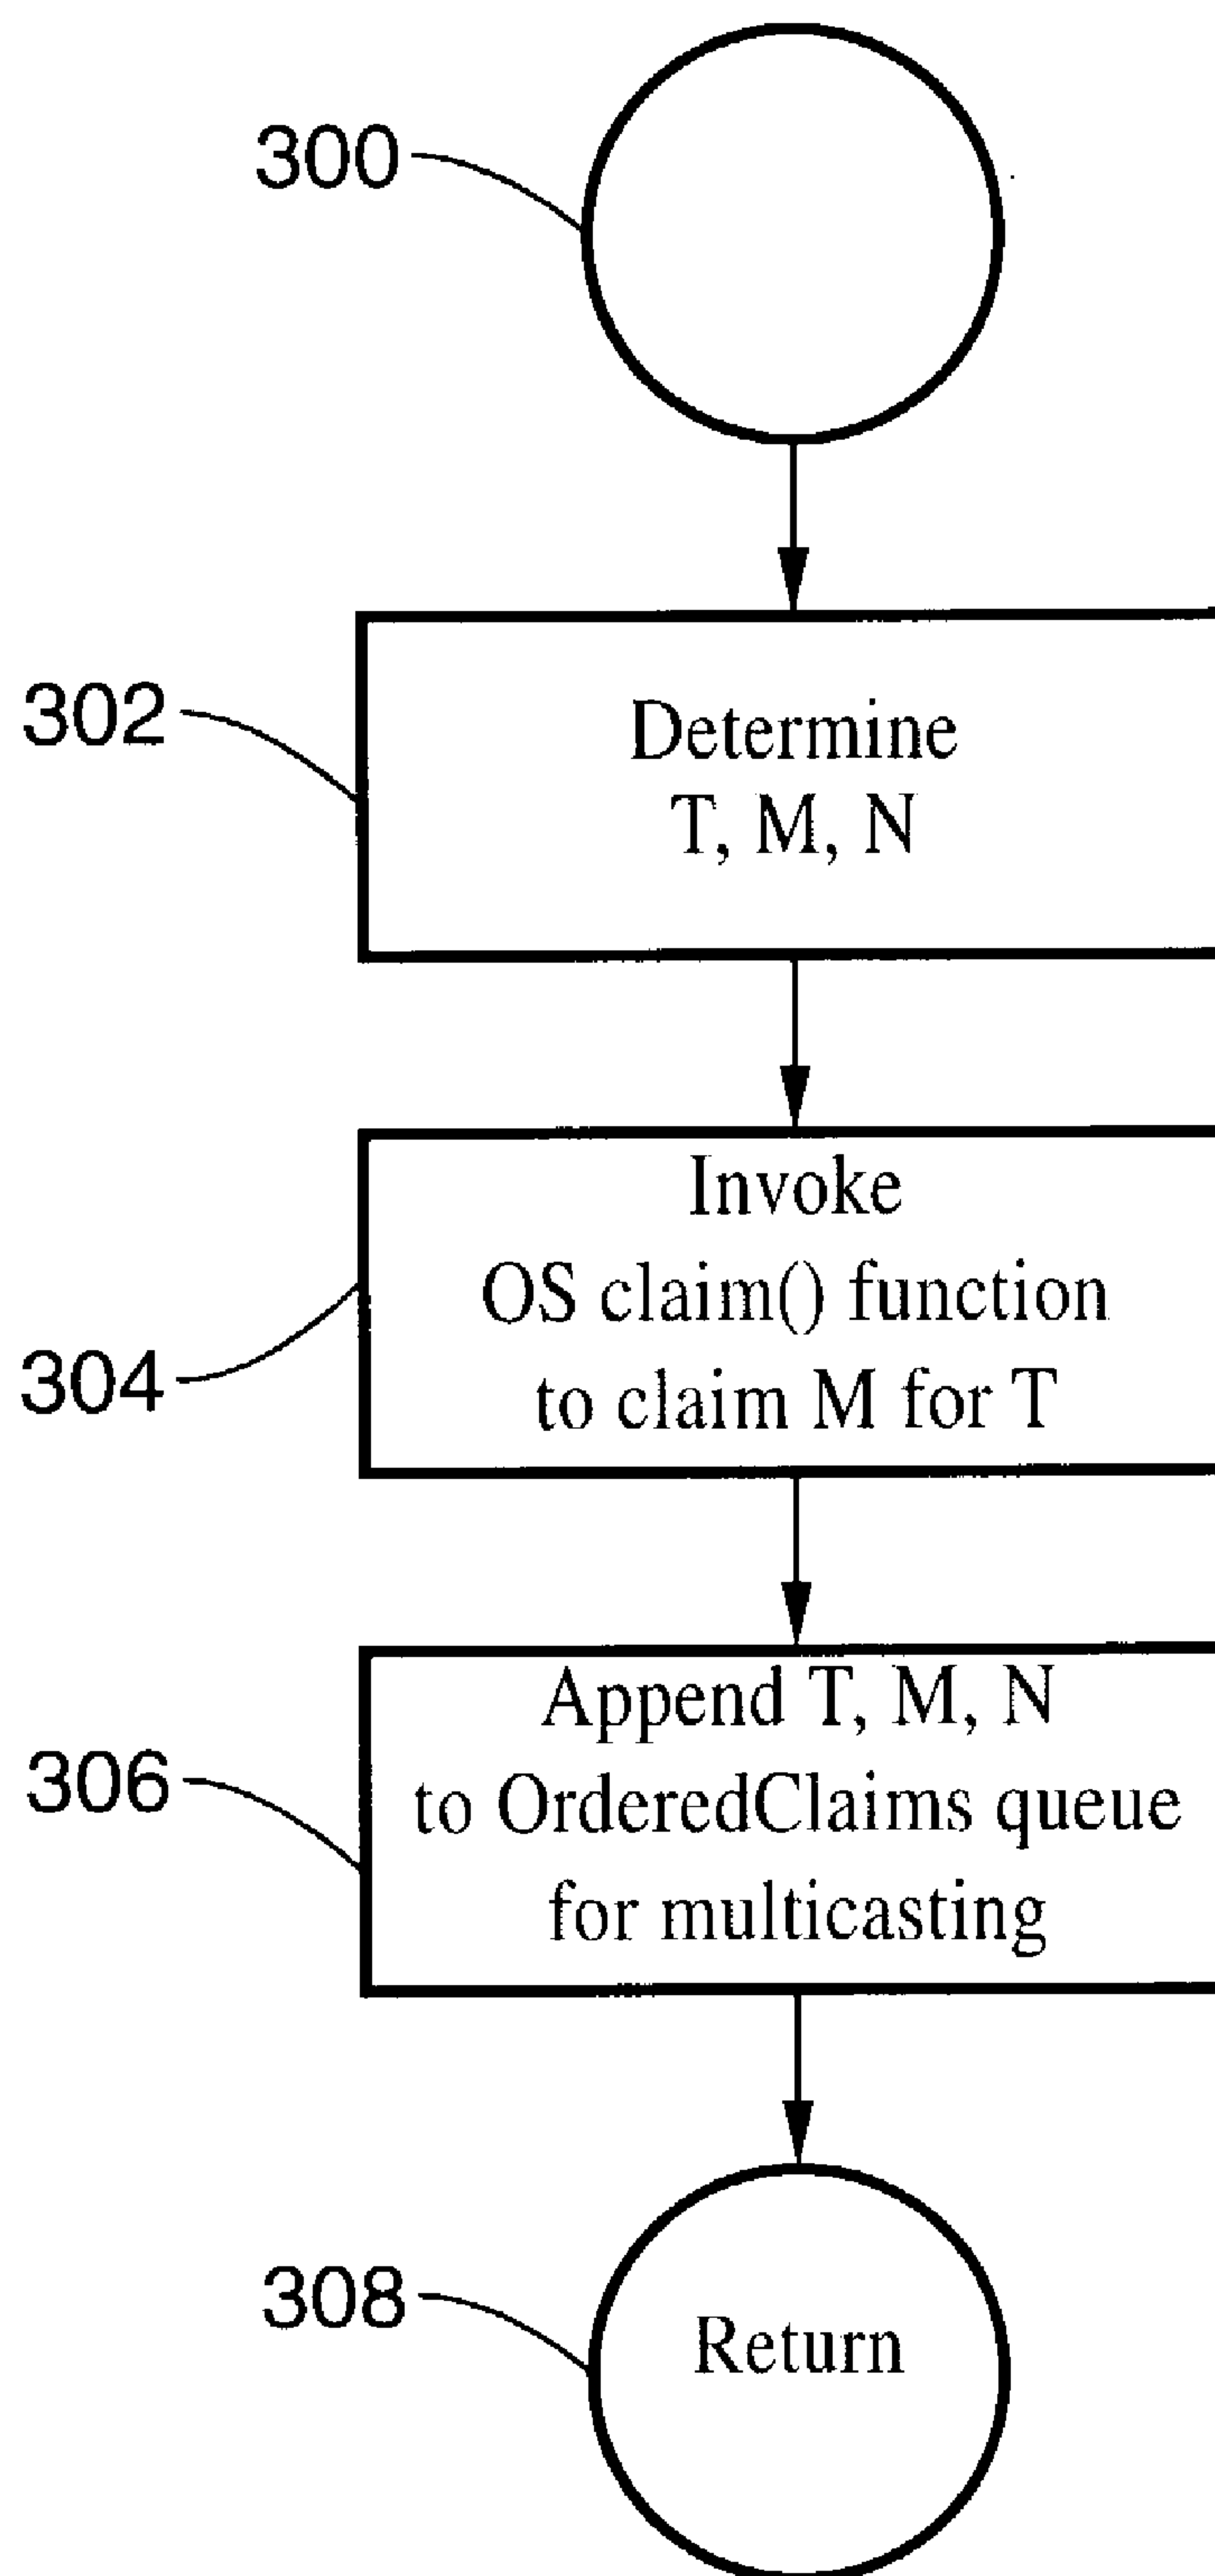 300
302
Determine
T, M, N
Invoke
OS claim() function
to claim M for T
304
Append T, M, N
to OrderedClaims queue
for multicasting
306
308
Return